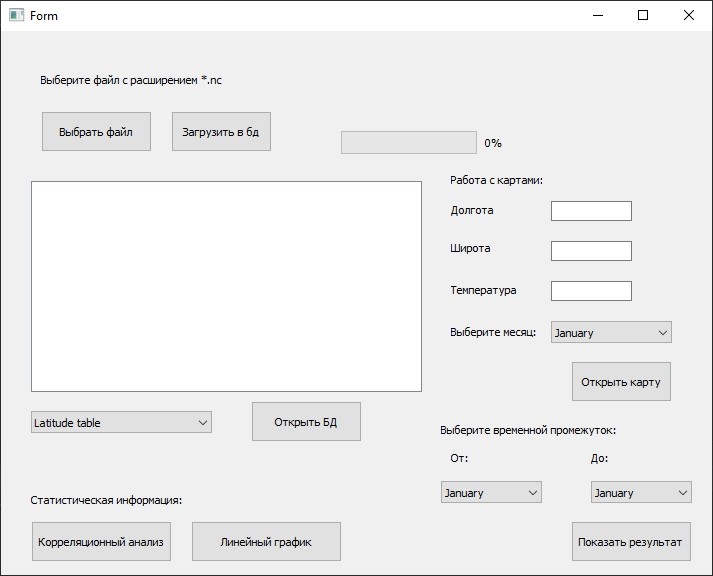 Form
Выберите файл с расширением *.nc
Выбрать файл
Загрузить в бд
0%
Работа с картами:
Долгота
Широта
Температура
Выберите месяц:
January
Открыть карту
Latitude table
Открыть БД
Выберите временной промежуток:
От:
До:
January
January
Статистическая информация:
Корреляционный анализ
Линейный график
Показать результат